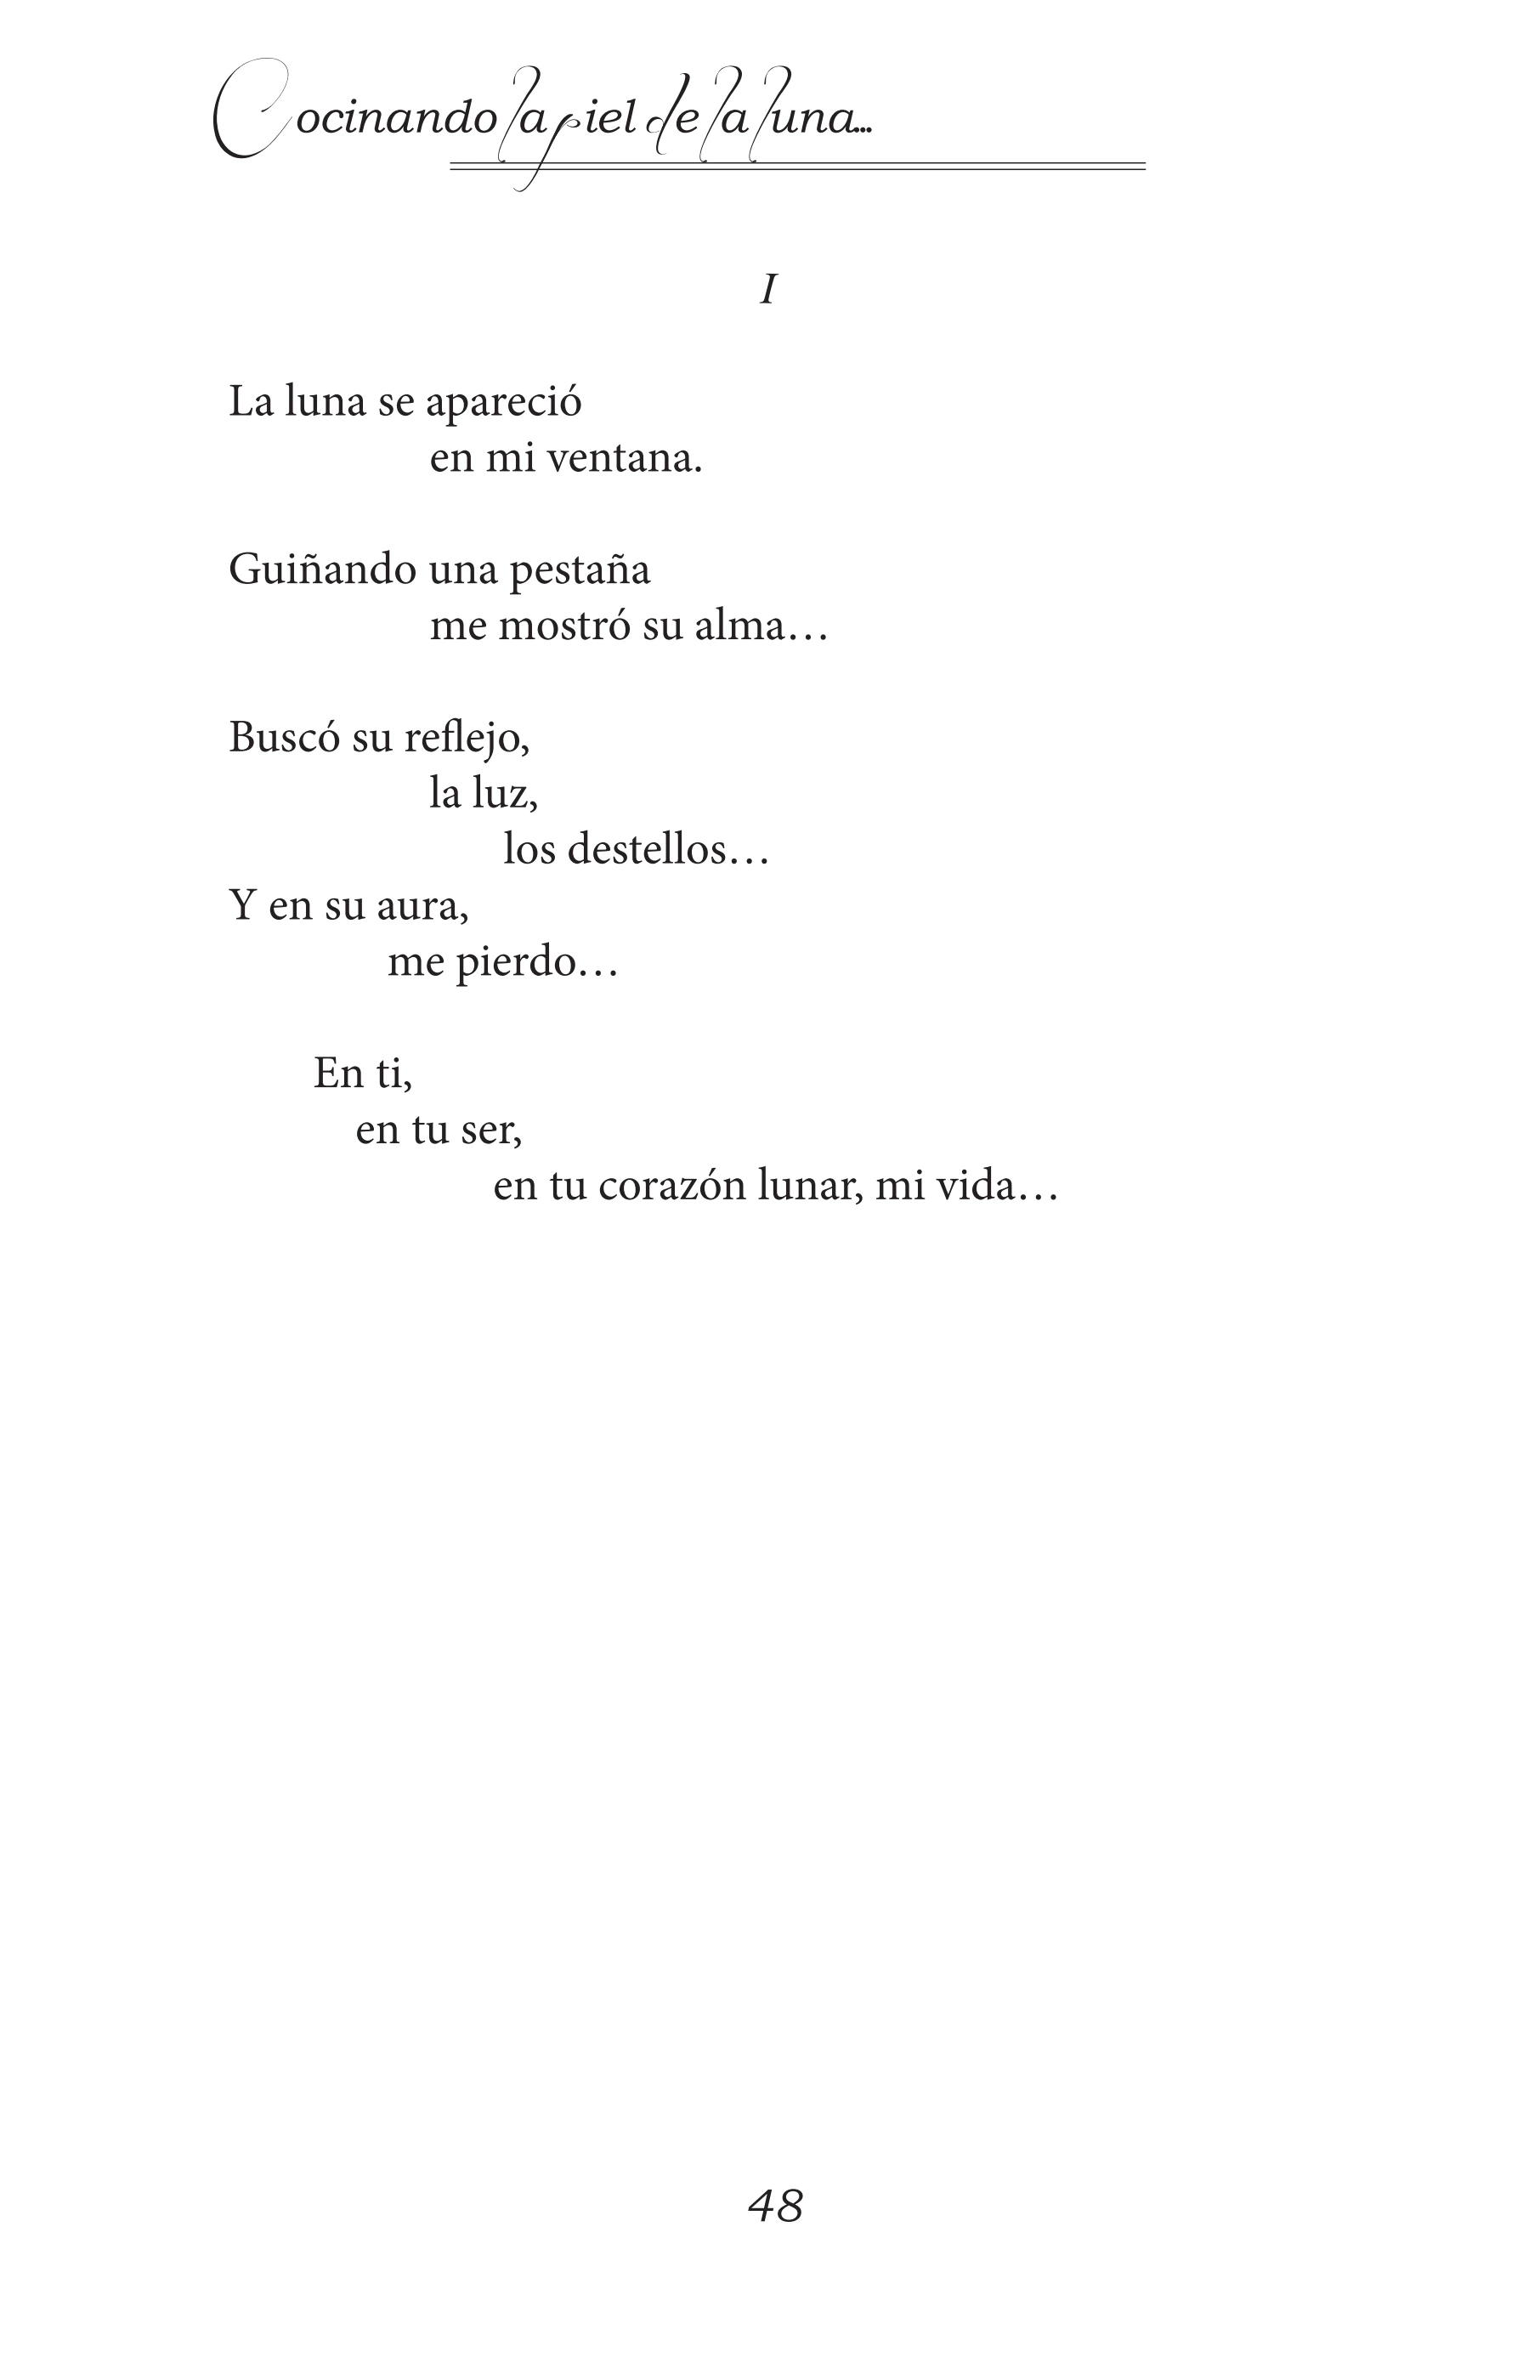 Cocinando la piel de la luna...
I
La luna se apareció
en mi ventana.
Guiñando una pestaña
me mostró su alma…
Buscó su reflejo,
la luz,
los destellos…
Y en su aura,
me pierdo…
En ti,
en tu ser,
en tu corazón lunar, mi vida…
48